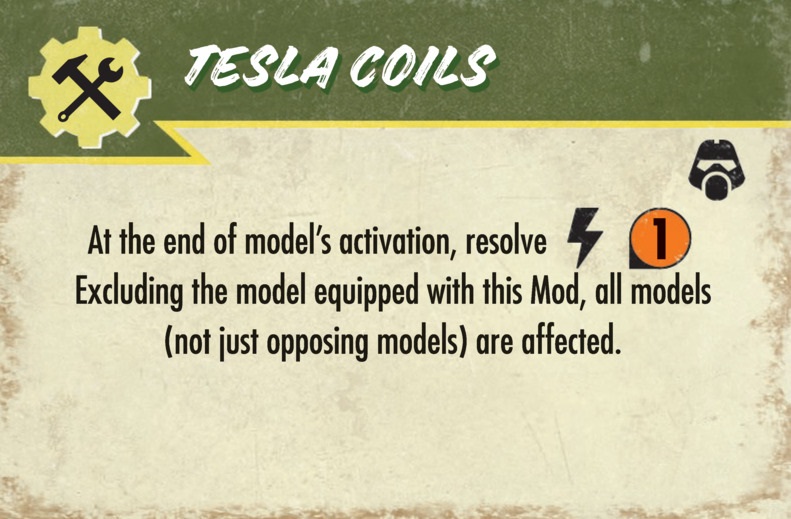 TESLA COILS
At the end of model's activation, resolve 1
Excluding the model equipped with this Mod, all models
(not just opposing models) are affected.